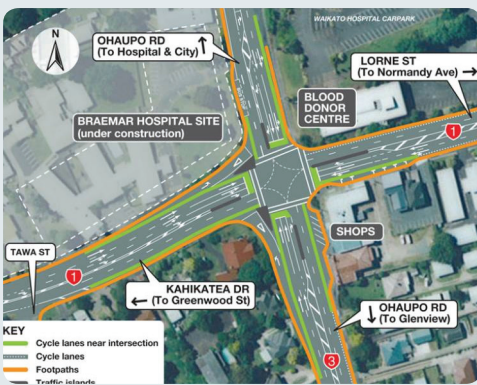 WAIKATO HOSPITAL CARPARK
N
OHAUPO RD
(To Hospital & City)
LORNE ST
(To Normandy Ave)
BLOOD
DONOR
CENTRE
BRAEMAR HOSPITAL SITE
(under construction)
1
SHOPS
TAWA ST
1
KAHIKATEA DR
(To Greenwood St)
OHAUPO RD
(To Glenview)
3
KEY
Cycle lanes near intersection
Cycle lanes
Footpaths
Traffic islands